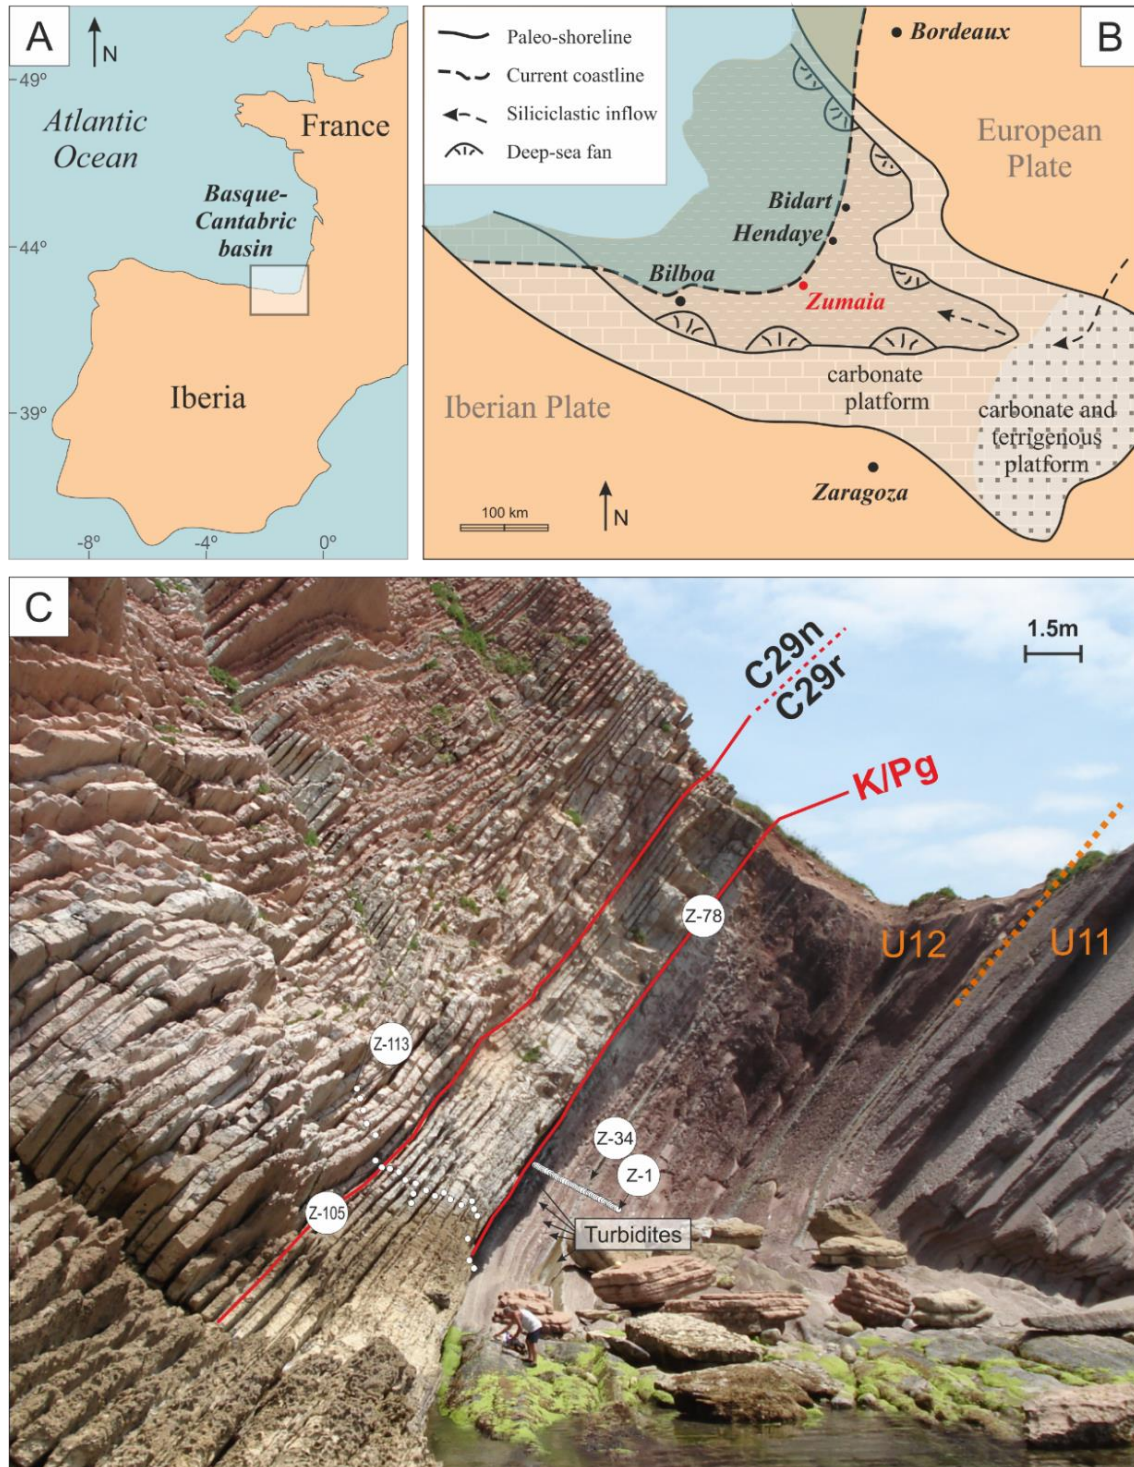 A
N
49°
Atlantic
Ocean
France
Basque-
Cantabric
basin
44°
Iberia
39°
-8°
-4°
0°
B
Paleo-shoreline
Current coastline
Siliciclastic inflow
Deep-sea fan
Bordeaux
European
Plate
Bidart
Hendaye
Bilboa
Zumaia
carbonate
platform
Iberian Plate
carbonate and
terrigenous
platform
Zaragoza
100 km
N
C
1.5m
C29n
C29r
K/Pg
Z-78
U12
U11
Z-113
Z-34
Z-1
Z-105
Turbidites